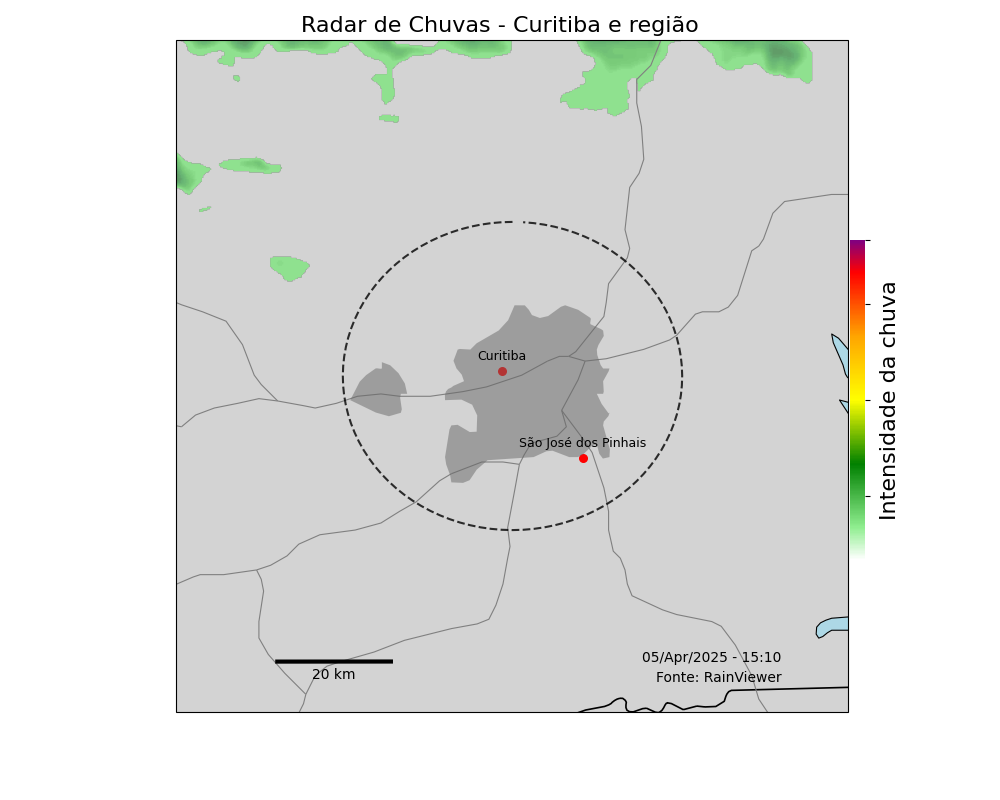 Radar de Chuvas - Curitiba e região
Curitiba
São José dos Pinhais
Intensidade da chuva
05/Apr/2025 - 15:10
20 km
Fonte: RainViewer